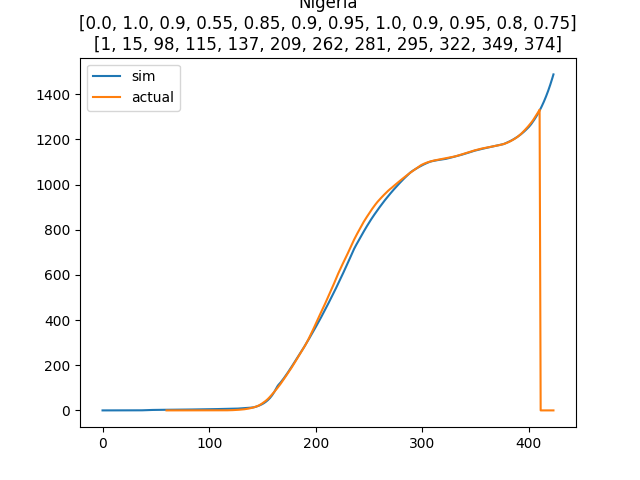 Nigeria
[0.0, 1.0, 0.9, 0.55, 0.85, 0.9, 0.95, 1.0, 0.9, 0.95, 0.8, 0.75]
[1, 15, 98, 115, 137, 209, 262, 281, 295, 322, 349, 374]
sim
actual
1400
1200
1000
800
600
400
200
0
0 100 200 300 400